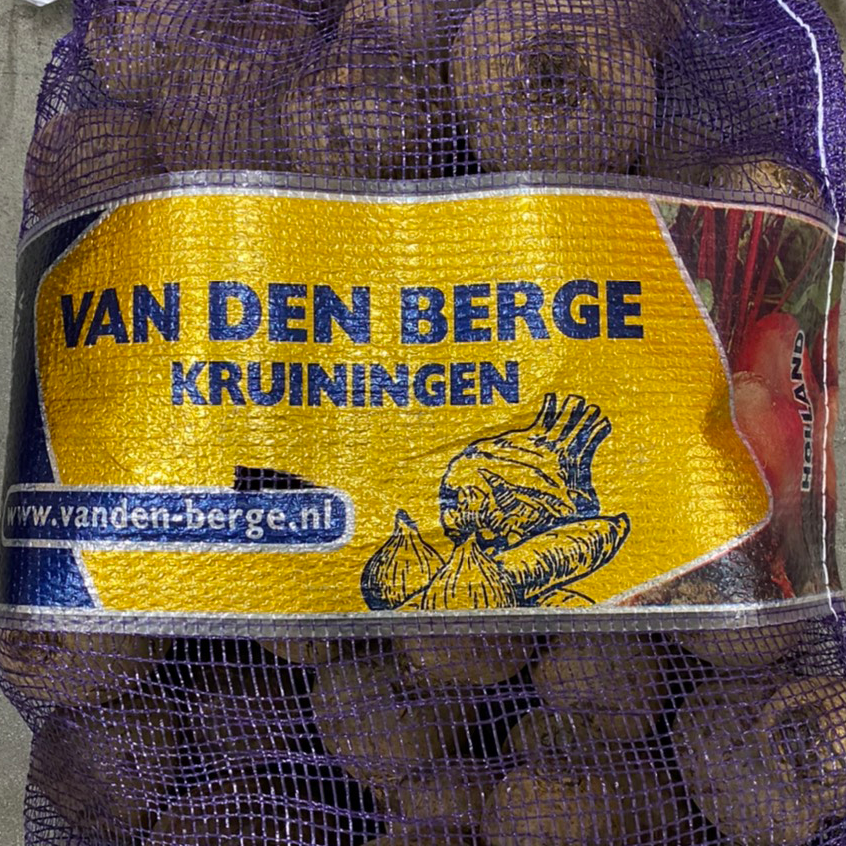 VAN DEN BERGE
KRUININGEN
www.vanden-berge.nl
HOLLAND